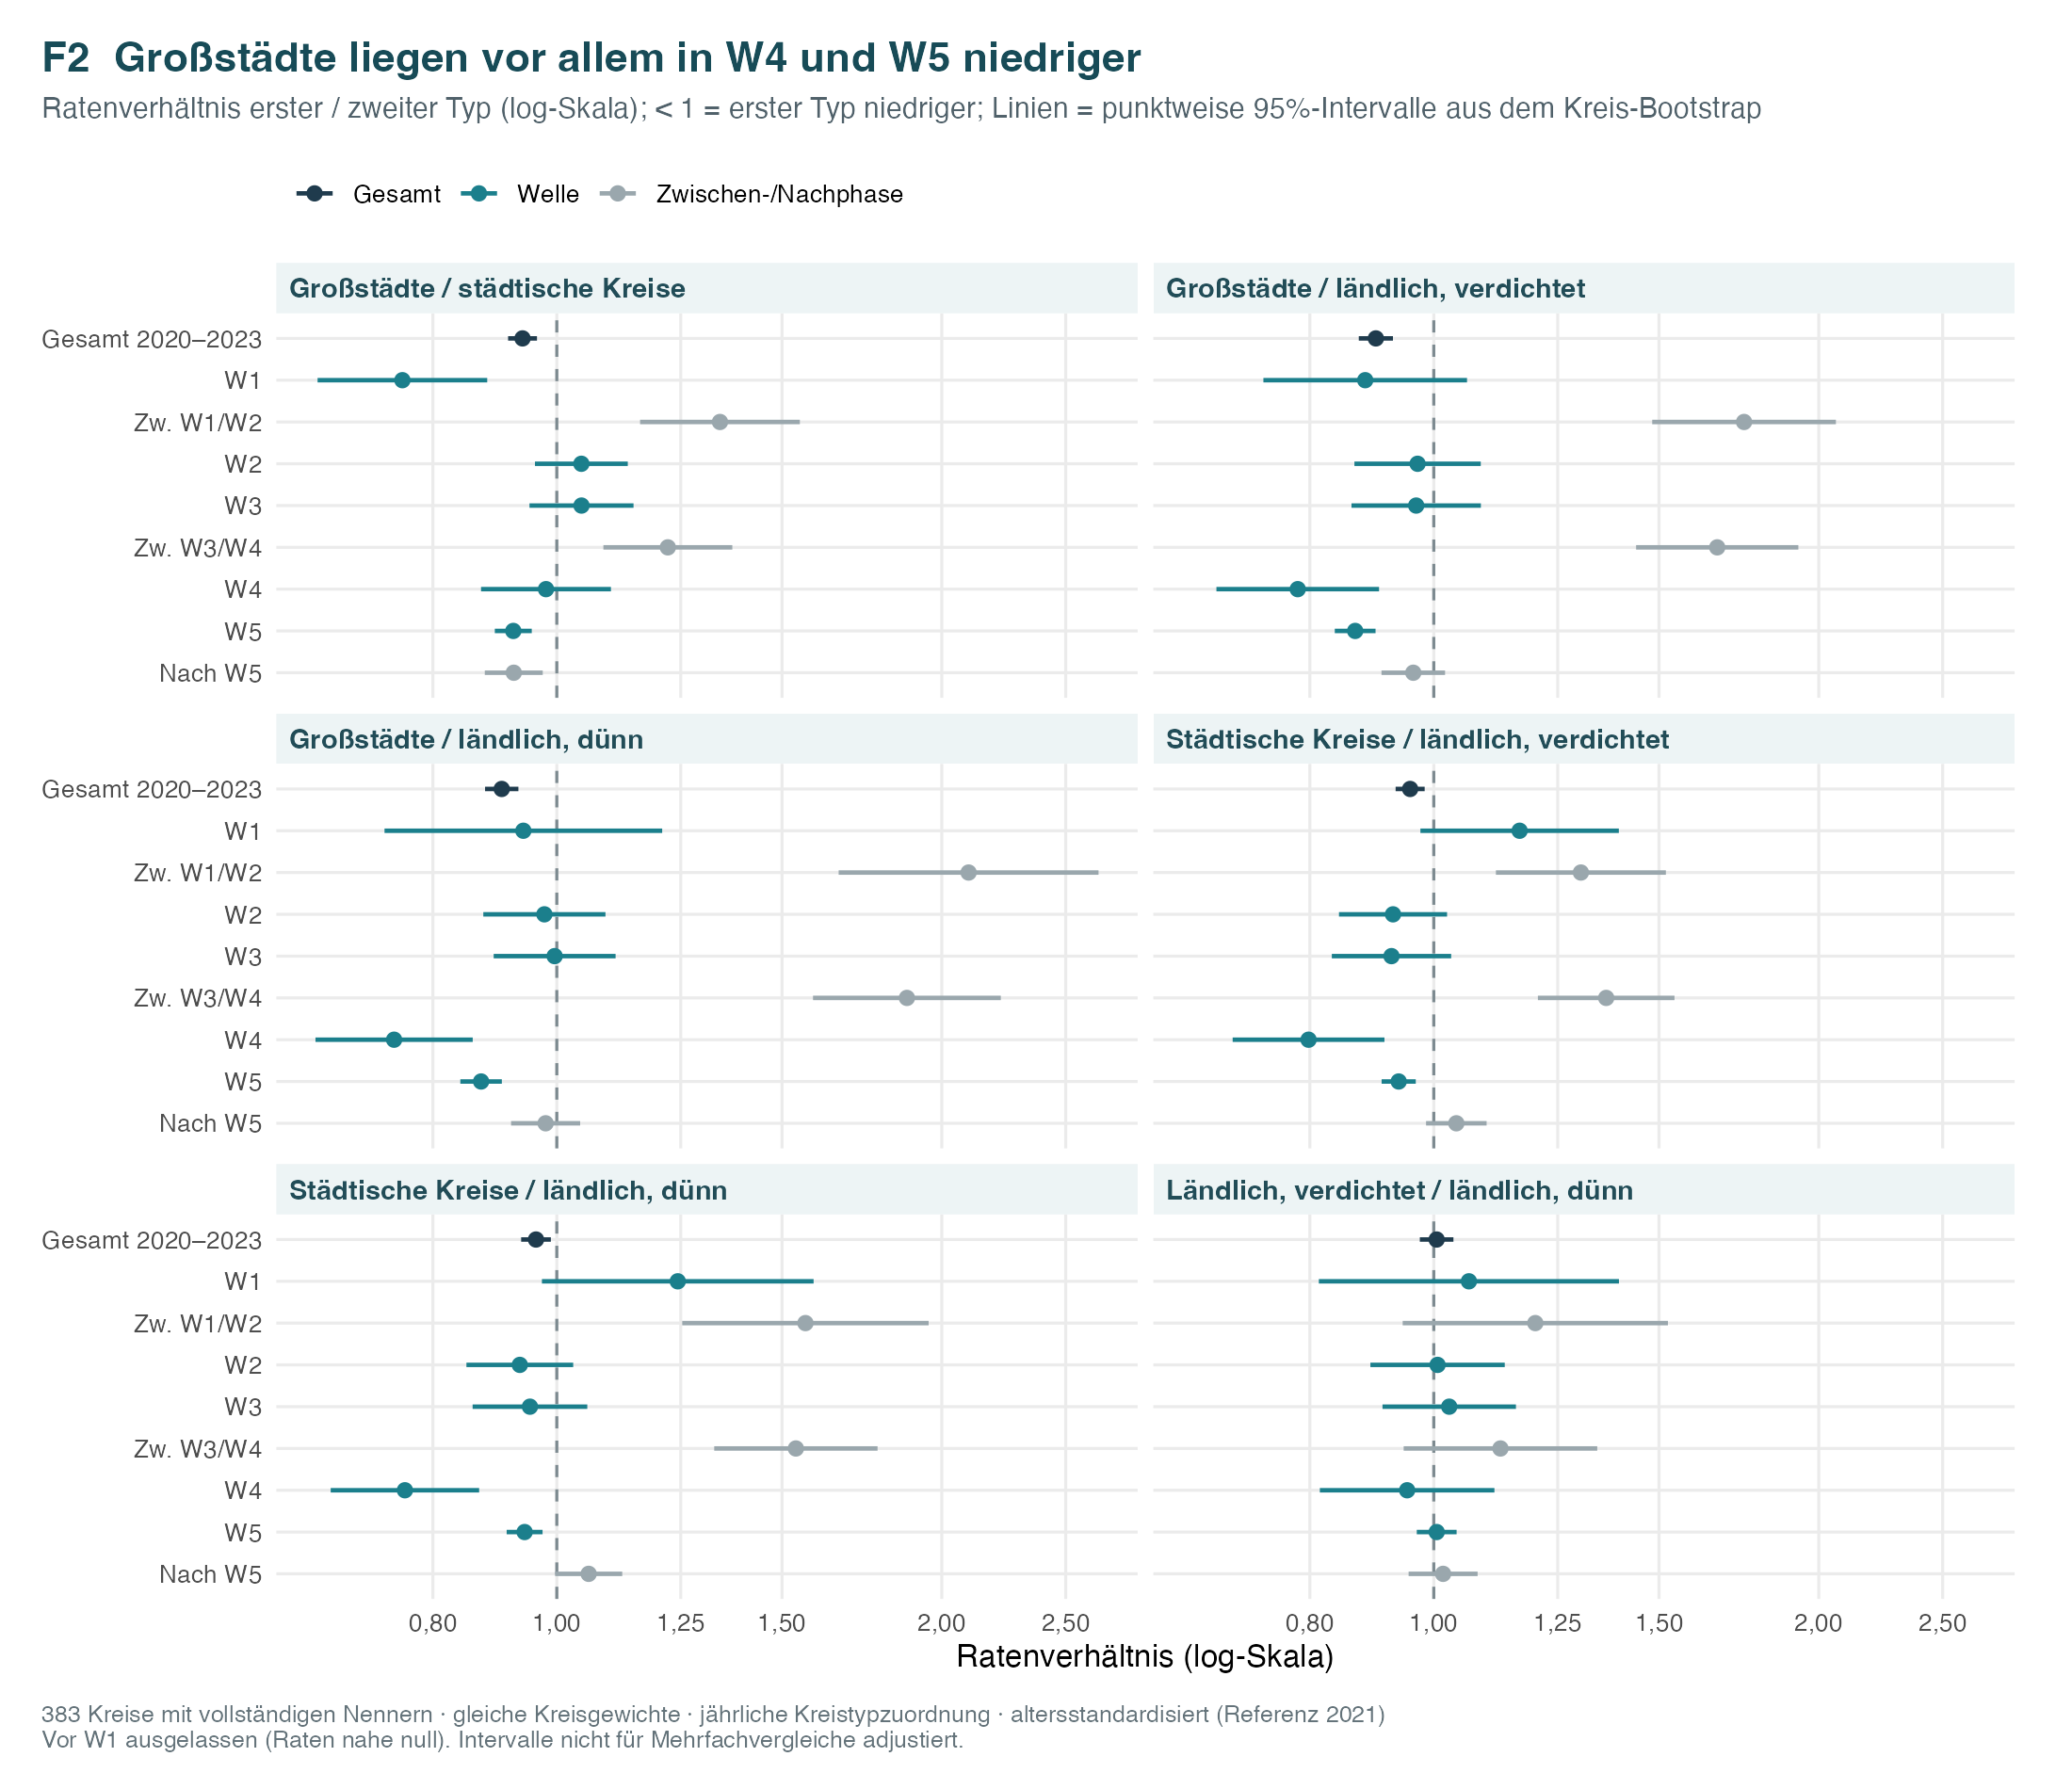 F2 Großstädte liegen vor allem in W4 und W5 niedriger
Ratenverhältnis erster / zweiter Typ (log-Skala); < 1 = erster Typ niedriger; Linien = punktweise 95%-Intervalle aus dem Kreis-Bootstrap
Gesamt Welle Zwischen-/Nachphase
Großstädte / städtische Kreise Großstädte / ländlich, verdichtet
Gesamt 2020–2023
W1
Zw. W1/W2
W2
W3
Zw. W3/W4
W4
W5
Nach W5
Großstädte / ländlich, dünn Städtische Kreise / ländlich, verdichtet
Gesamt 2020–2023
W1
Zw. W1/W2
W2
W3
Zw. W3/W4
W4
W5
Nach W5
Städtische Kreise / ländlich, dünn Ländlich, verdichtet / ländlich, dünn
Gesamt 2020–2023
W1
Zw. W1/W2
W2
W3
Zw. W3/W4
W4
W5
Nach W5
0,80 1,00 1,25 1,50 2,00 2,50 0,80 1,00 1,25 1,50 2,00 2,50
Ratenverhältnis (log-Skala)
383 Kreise mit vollständigen Nennern · gleiche Kreisgewichte · jährliche Kreistypzuordnung · altersstandardisiert (Referenz 2021)
Vor W1 ausgelassen (Raten nahe null). Intervalle nicht für Mehrfachvergleiche adjustiert.